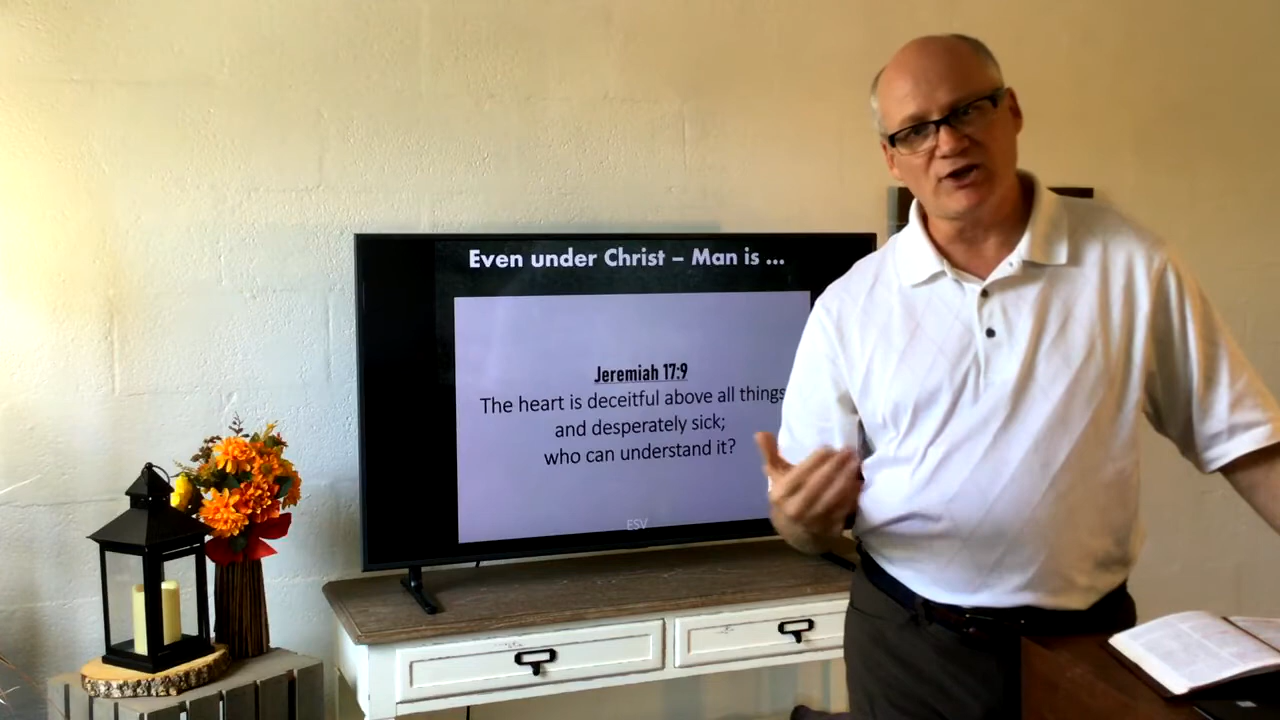 Even under Christ – Man is ...
Jeremiah 17:9
The heart is deceitful above all things
and desperately sick;
who can understand it?
ESV